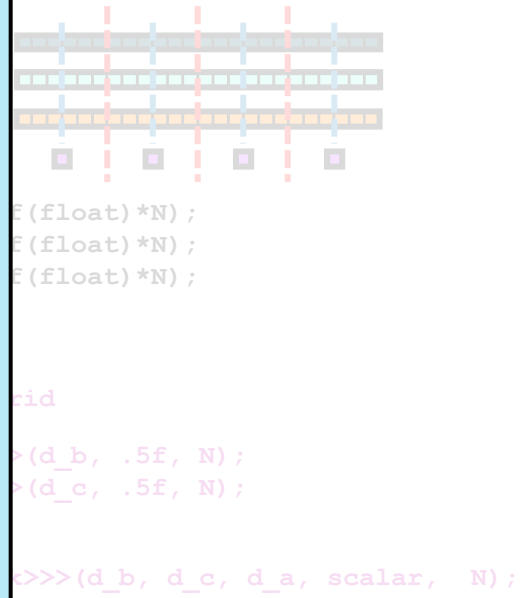 f(float)*N);
f(float)*N);
f(float)*N);
rid
>(d_b, .5f, N);
>(d_c, .5f, N);
k>>>(d_b, d_c, d_a, scalar, N);